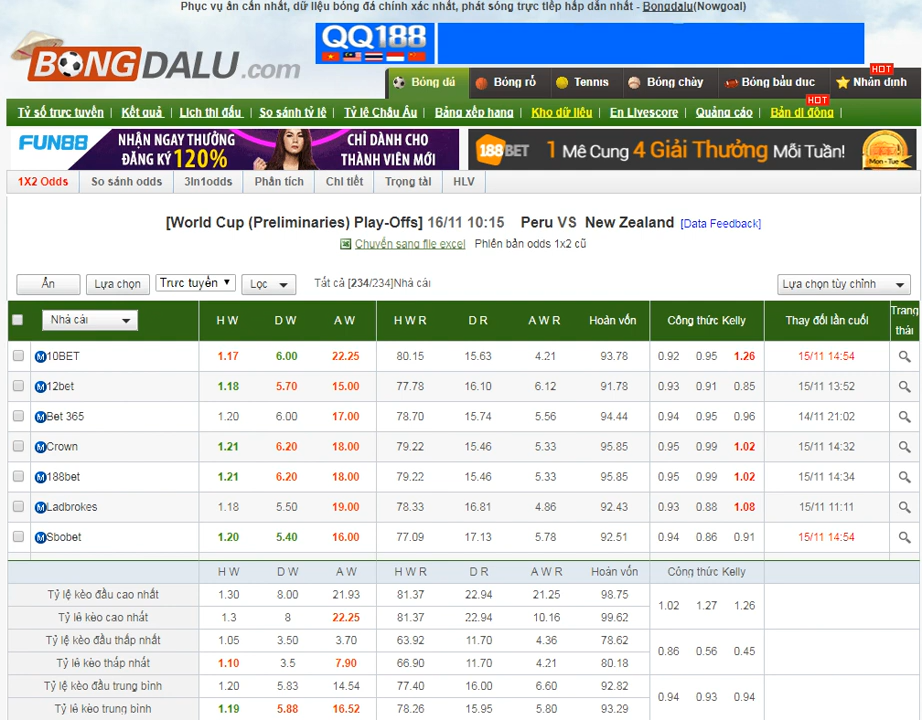 Phục vụ ăn cần nhất, dữ liệu bóng đá chính xác nhất, phát sóng trực tiếp hấp dẫn nhất - Bongdalu(Nowgoal)
BONGDALU.com
QQ188
Bóng đá Bóng rổ Tennis Bóng chày Bóng bầu dục HOT Nhận định
Tỷ số trực tuyến | Kết quả | Lịch thi đấu | So sánh tỷ lệ | Tỷ lệ Châu Âu | Bảng xếp hạng | Kho dữ liệu | En Livescore | Quảng cáo | HOT Bản di động |
FUN88 NHẬN NGAY THƯỞNG ĐĂNG KÝ 120% CHỈ DÀNH CHO THÀNH VIÊN MỚI
188BET 1 Mê Cung 4 Giải Thưởng Mỗi Tuần! Mon - Tue
1X2 Odds So sánh odds 3in1odds Phân tích Chi tiết Trọng tài HLV
[World Cup (Preliminaries) Play-Offs] 16/11 10:15 Peru VS New Zealand [Data Feedback]
Chuyển sang file excel Phiên bản odds 1x2 cũ
Ẩn Lựa chọn Trực tuyến Lọc Tất cả [234/234]Nhà cái Lựa chọn tùy chỉnh
Nhà cái H W D W A W H W R D R A W R Hoàn vốn Công thức Kelly Thay đổi lần cuối Trang thái
10BET 1.17 6.00 22.25 80.15 15.63 4.21 93.78 0.92 0.95 1.26 15/11 14:54
12bet 1.18 5.70 15.00 77.78 16.10 6.12 91.78 0.93 0.91 0.85 15/11 13:52
Bet 365 1.20 6.00 17.00 78.70 15.74 5.56 94.44 0.94 0.95 0.96 14/11 21:02
Crown 1.21 6.20 18.00 79.22 15.46 5.33 95.85 0.95 0.99 1.02 15/11 14:32
188bet 1.21 6.20 18.00 79.22 15.46 5.33 95.85 0.95 0.99 1.02 15/11 14:34
Ladbrokes 1.18 5.50 19.00 78.33 16.81 4.86 92.43 0.93 0.88 1.08 15/11 11:11
Sbobet 1.20 5.40 16.00 77.09 17.13 5.78 92.51 0.94 0.86 0.91 15/11 14:54
H W D W A W H W R D R A W R Hoàn vốn Công thức Kelly
Tỷ lệ kèo đầu cao nhất 1.30 8.00 21.93 81.37 22.94 21.25 98.75
1.02 1.27 1.26
Tỷ lệ kèo cao nhất 1.3 8 22.25 81.37 22.94 10.16 99.62
Tỷ lệ kèo đầu thấp nhất 1.05 3.50 3.70 63.92 11.70 4.36 78.62
0.86 0.56 0.45
Tỷ lệ kèo thấp nhất 1.10 3.5 7.90 66.90 11.70 4.21 80.18
Tỷ lệ kèo đầu trung bình 1.20 5.83 14.54 77.40 16.00 6.60 92.82
0.94 0.93 0.94
Tỷ lệ kèo trung bình 1.19 5.88 16.52 78.26 15.95 5.80 93.29